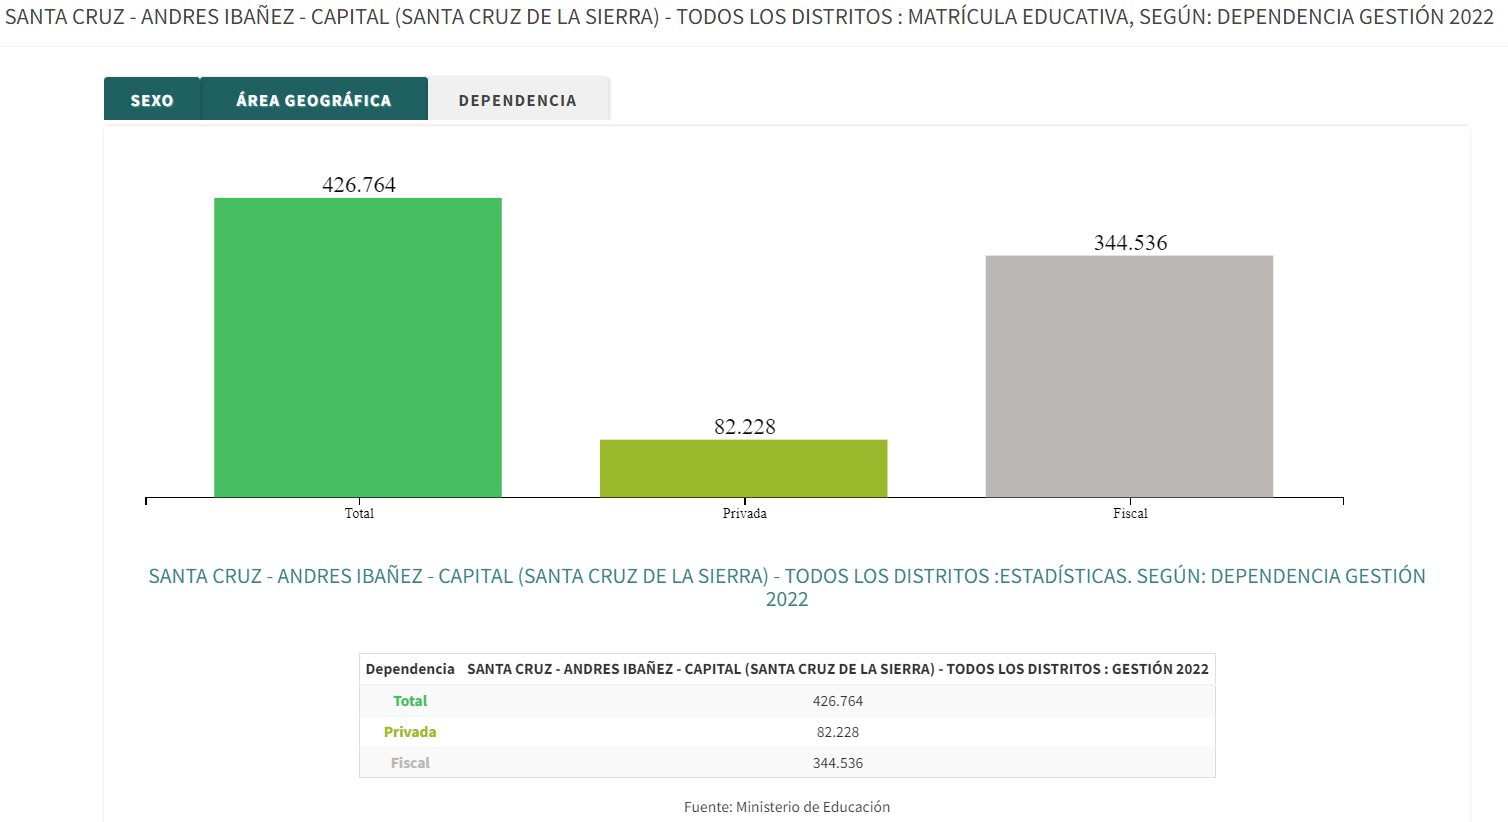 SANTA CRUZ - ANDRES IBAÑEZ - CAPITAL (SANTA CRUZ DE LA SIERRA) - TODOS LOS DISTRITOS : MATRÍCULA EDUCATIVA, SEGÚN: DEPENDENCIA GESTIÓN 2022
SEXO ÁREA GEOGRÁFICA DEPENDENCIA
426.764
344.536
82.228
Total Privada Fiscal
SANTA CRUZ - ANDRES IBAÑEZ - CAPITAL (SANTA CRUZ DE LA SIERRA) - TODOS LOS DISTRITOS :ESTADÍSTICAS. SEGÚN: DEPENDENCIA GESTIÓN
2022
Dependencia SANTA CRUZ - ANDRES IBAÑEZ - CAPITAL (SANTA CRUZ DE LA SIERRA) - TODOS LOS DISTRITOS : GESTIÓN 2022
Total 426.764
Privada 82.228
Fiscal 344.536
Fuente: Ministerio de Educación